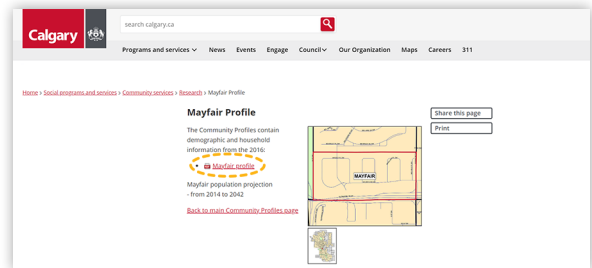 Calgary
search calgary.ca
Programs and services News Events Engage Council Our Organization Maps Careers 311
Home > Social programs and services > Community services > Research > Mayfair Profile
Mayfair Profile
The Community Profiles contain
demographic and household
information from the 2016:
Mayfair profile
Mayfair population projection
- from 2014 to 2042
Back to main Community Profiles page
MAYFAIR
Share this page
Print